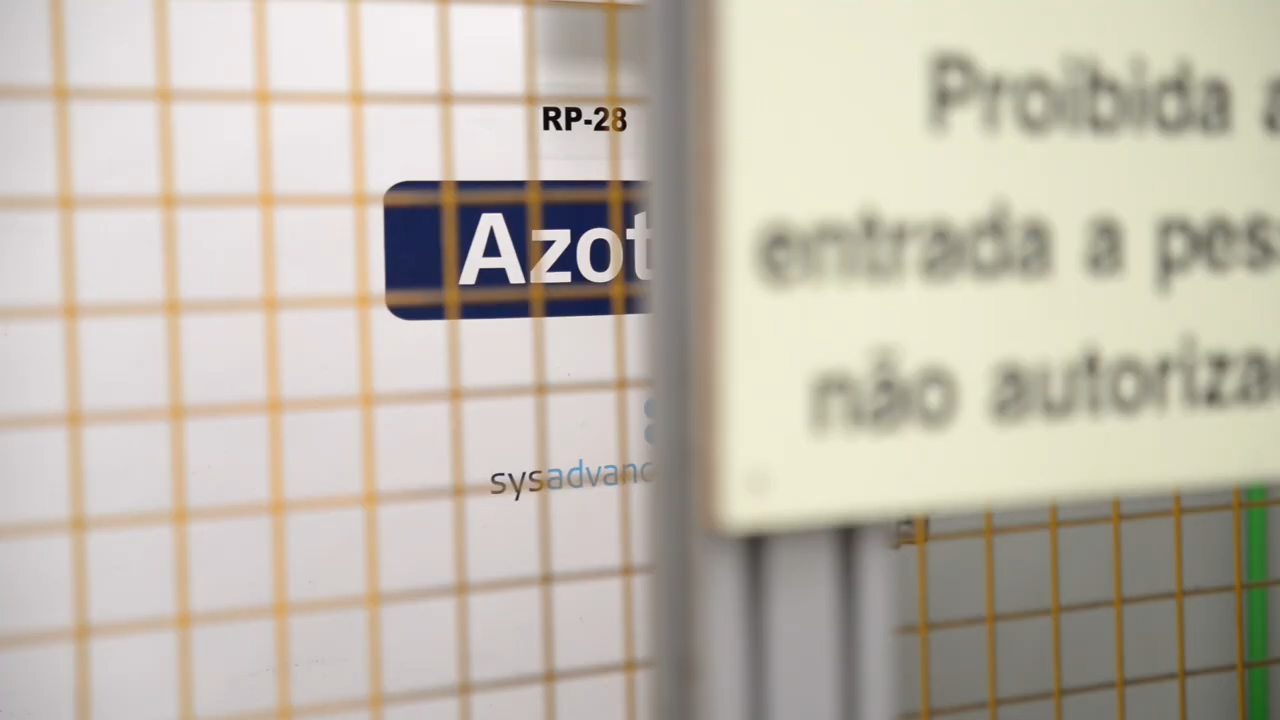 RP-28
Azot
sysadvanc
Proibida a
entrada a pes
não autoriza